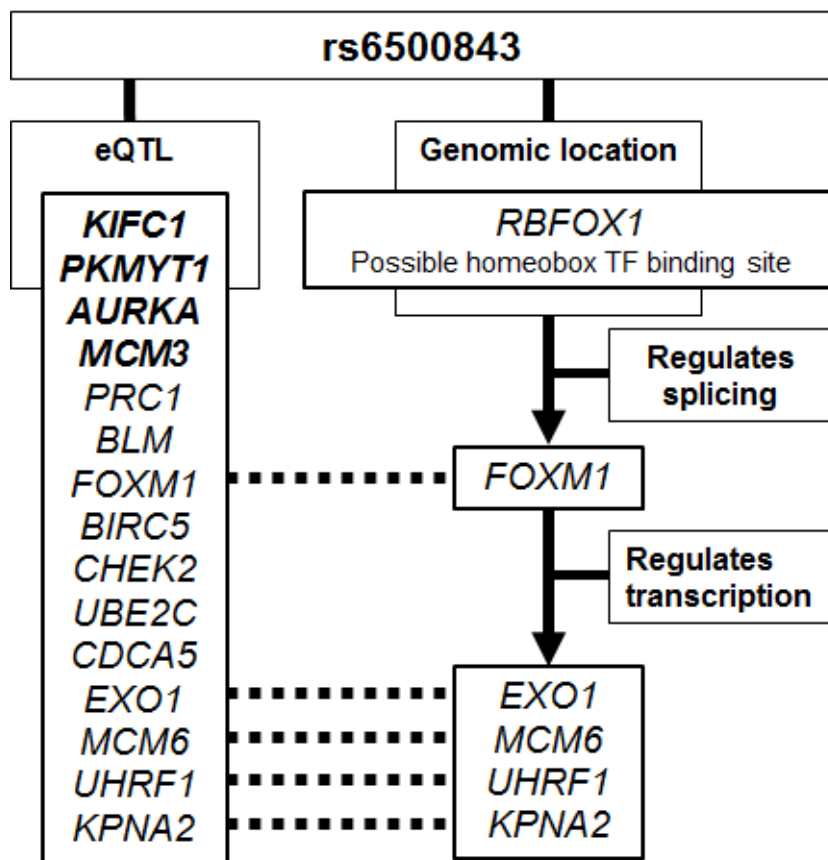 rs6500843
eQTL
KIFC1
PKMYT1
AURKA
MCM3
PRC1
BLM
FOXM1
BIRC5
CHEK2
UBE2C
CDCA5
EXO1
MCM6
UHRF1
KPNA2
Genomic location
RBFOX1
Possible homeobox TF binding site
Regulates
splicing
FOXM1
Regulates
transcription
EXO1
MCM6
UHRF1
KPNA2